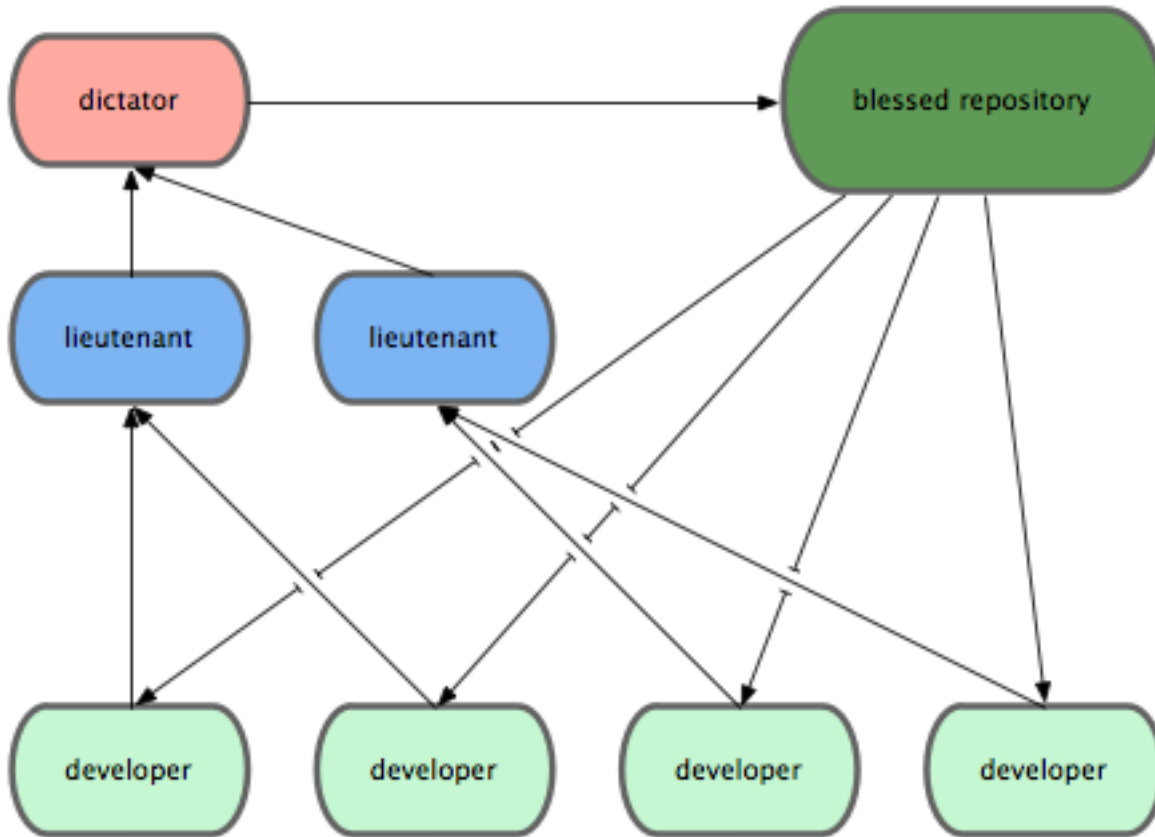 dictator
blessed repository
lieutenant
lieutenant
developer
developer
developer
developer